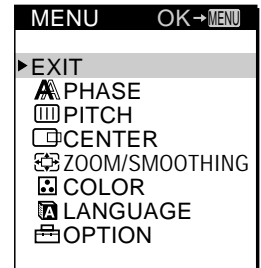 MENU OK→MENU
EXIT
PHASE
PITCH
CENTER
ZOOM/SMOOTHING
COLOR
LANGUAGE
OPTION